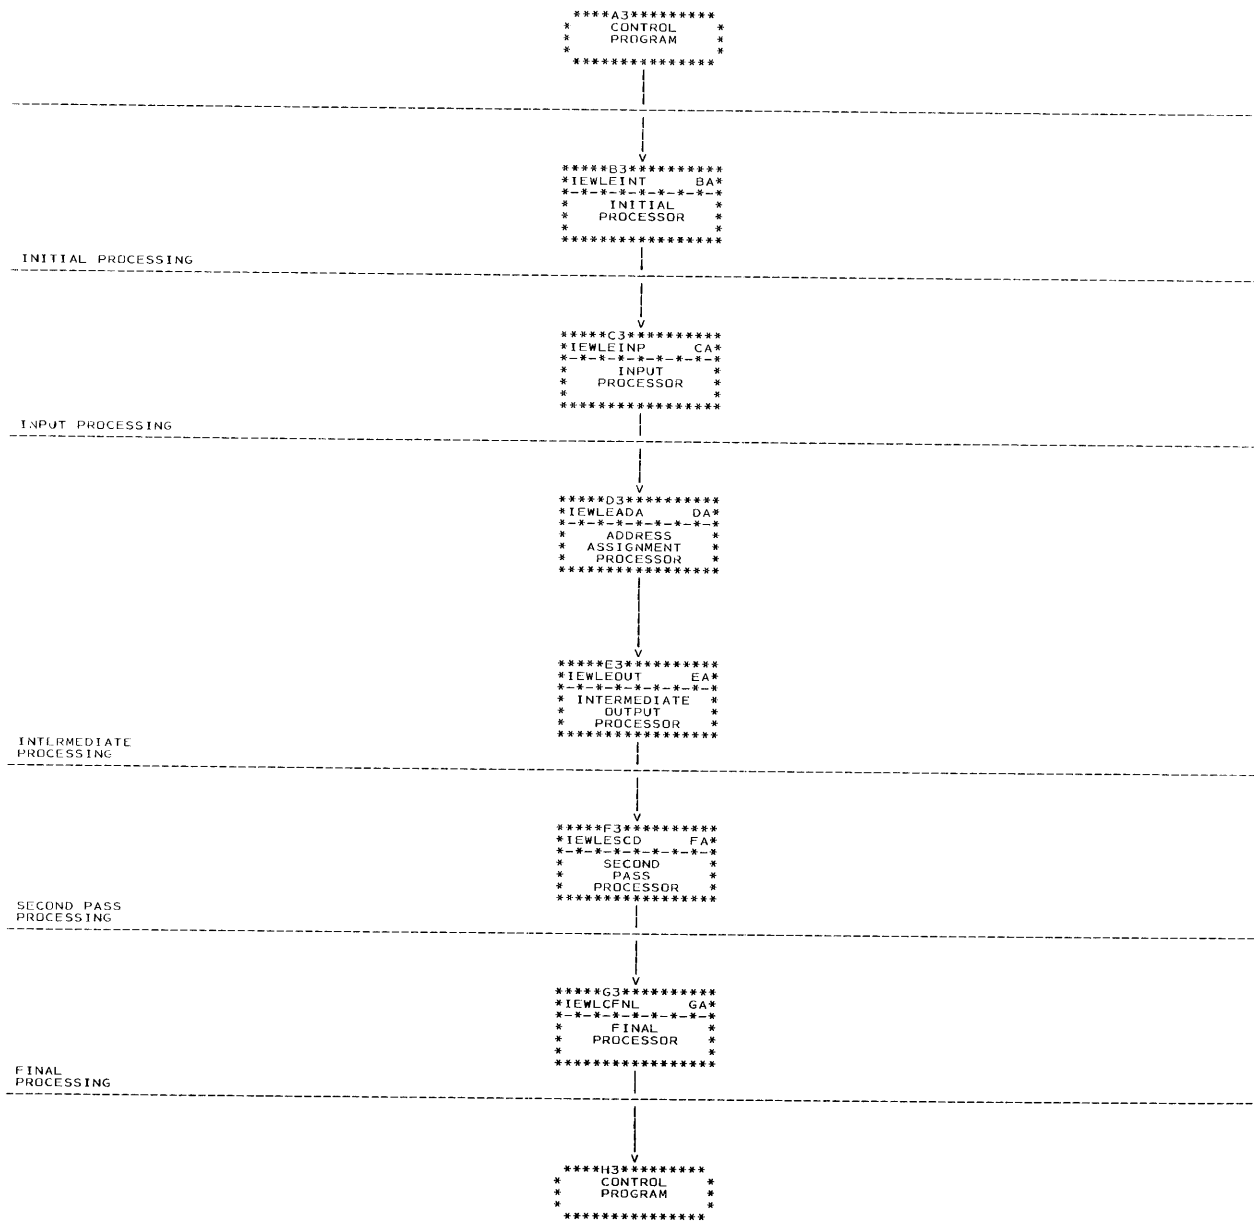 ****A3*********
* CONTROL *
* PROGRAM *
* *
***************
*****B3**********
*IEWLEINT BA*
*-*-*-*-*-*-*-*-*
* INITIAL *
* PROCESSOR *
* *
*****************
INITIAL PROCESSING
*****C3**********
*IEWLEINP CA*
*-*-*-*-*-*-*-*-*
* INPUT *
* PROCESSOR *
* *
*****************
INPUT PROCESSING
*****D3**********
*IEWLEADA DA*
*-*-*-*-*-*-*-*-*
* ADDRESS *
* ASSIGNMENT *
* PROCESSOR *
*****************
*****E3**********
*IEWLEOUT EA*
*-*-*-*-*-*-*-*-*
* INTERMEDIATE *
* OUTPUT *
* PROCESSOR *
*****************
INTERMEDIATE
PROCESSING
*****F3**********
*IEWLESCD FA*
*-*-*-*-*-*-*-*-*
* SECOND *
* PASS *
* PROCESSOR *
*****************
SECOND PASS
PROCESSING
*****G3**********
*IEWLCFNL GA*
*-*-*-*-*-*-*-*-*
* FINAL *
* PROCESSOR *
* *
*****************
FINAL
PROCESSING
****H3*********
* CONTROL *
* PROGRAM *
* *
***************